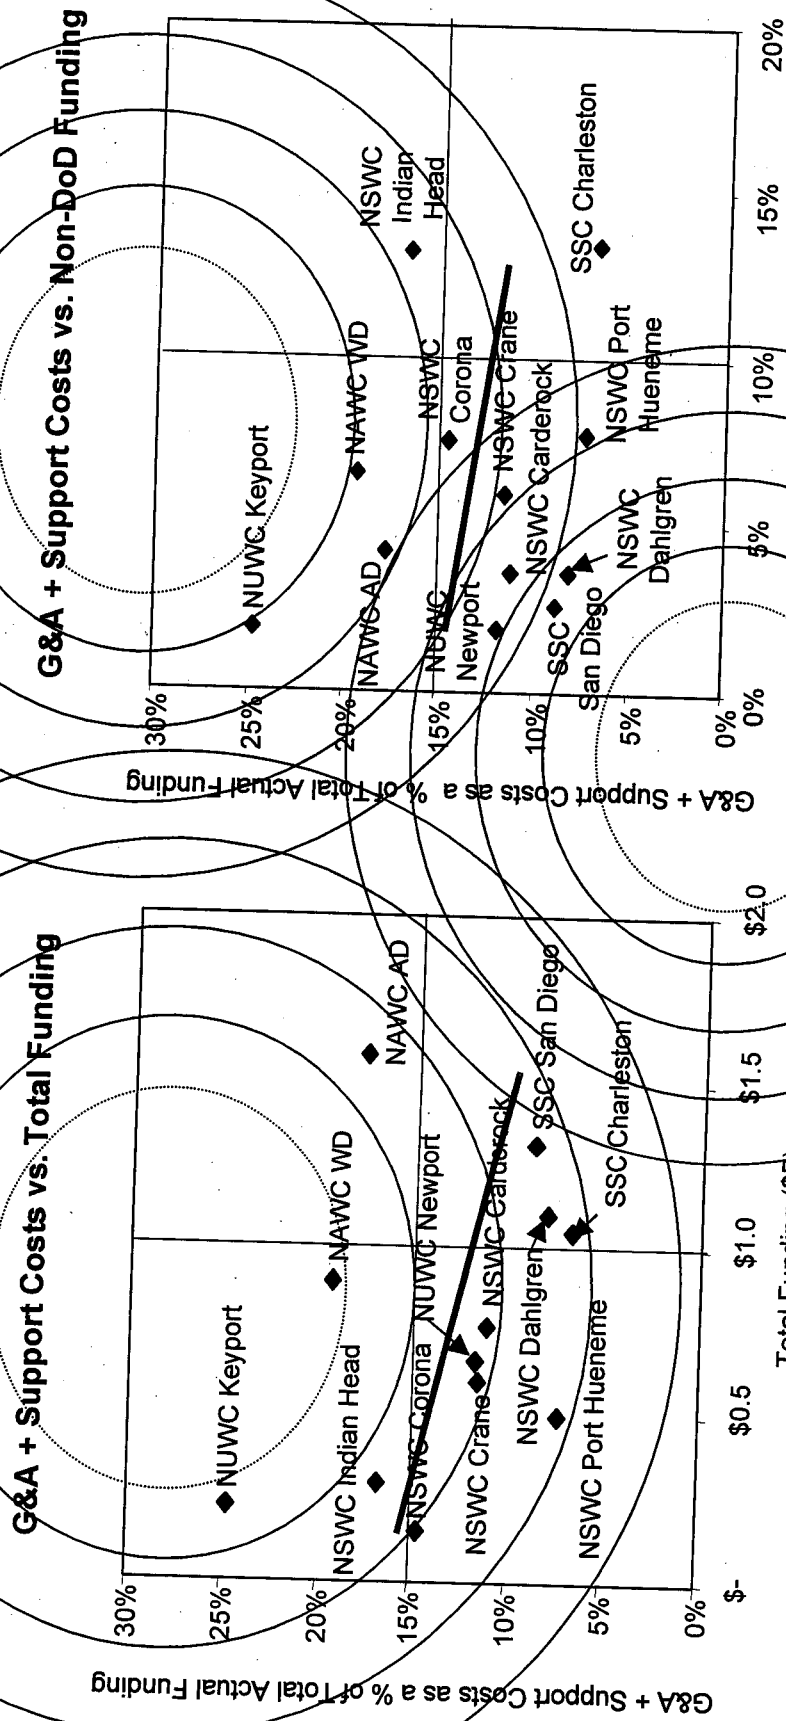 G&A + Support Costs vs. Total Funding
G&A + Support Costs as a % of Total Actual Funding
30%
25%
20%
15%
10%
5%
0%
$-
$0.5
$1.0
$1.5
$2.0
Total Funding ($B)
NUWC Keyport
NAWC WD
NAWC AD
NSWC Indian Head
NSWC Corona
NUWC Newport
NSWC Crane
NSWC Carderock
NSWC Dahlgren
SSC San Diego
SSC Charleston
NSWC Port Hueneme
G&A + Support Costs vs. Non-DoD Funding
G&A + Support Costs as a % of Total Actual Funding
30%
25%
20%
15%
10%
5%
0%
0%
5%
10%
15%
20%
NUWC Keyport
NAWC WD
NAWC AD
NSWC
Indian
Head
NSWC
Corona
NUWC
Newport
NSWC Crane
NSWC Carderock
SSC
San Diego
NSWC
Dahlgren
NSWC Port
Hueneme
SSC Charleston